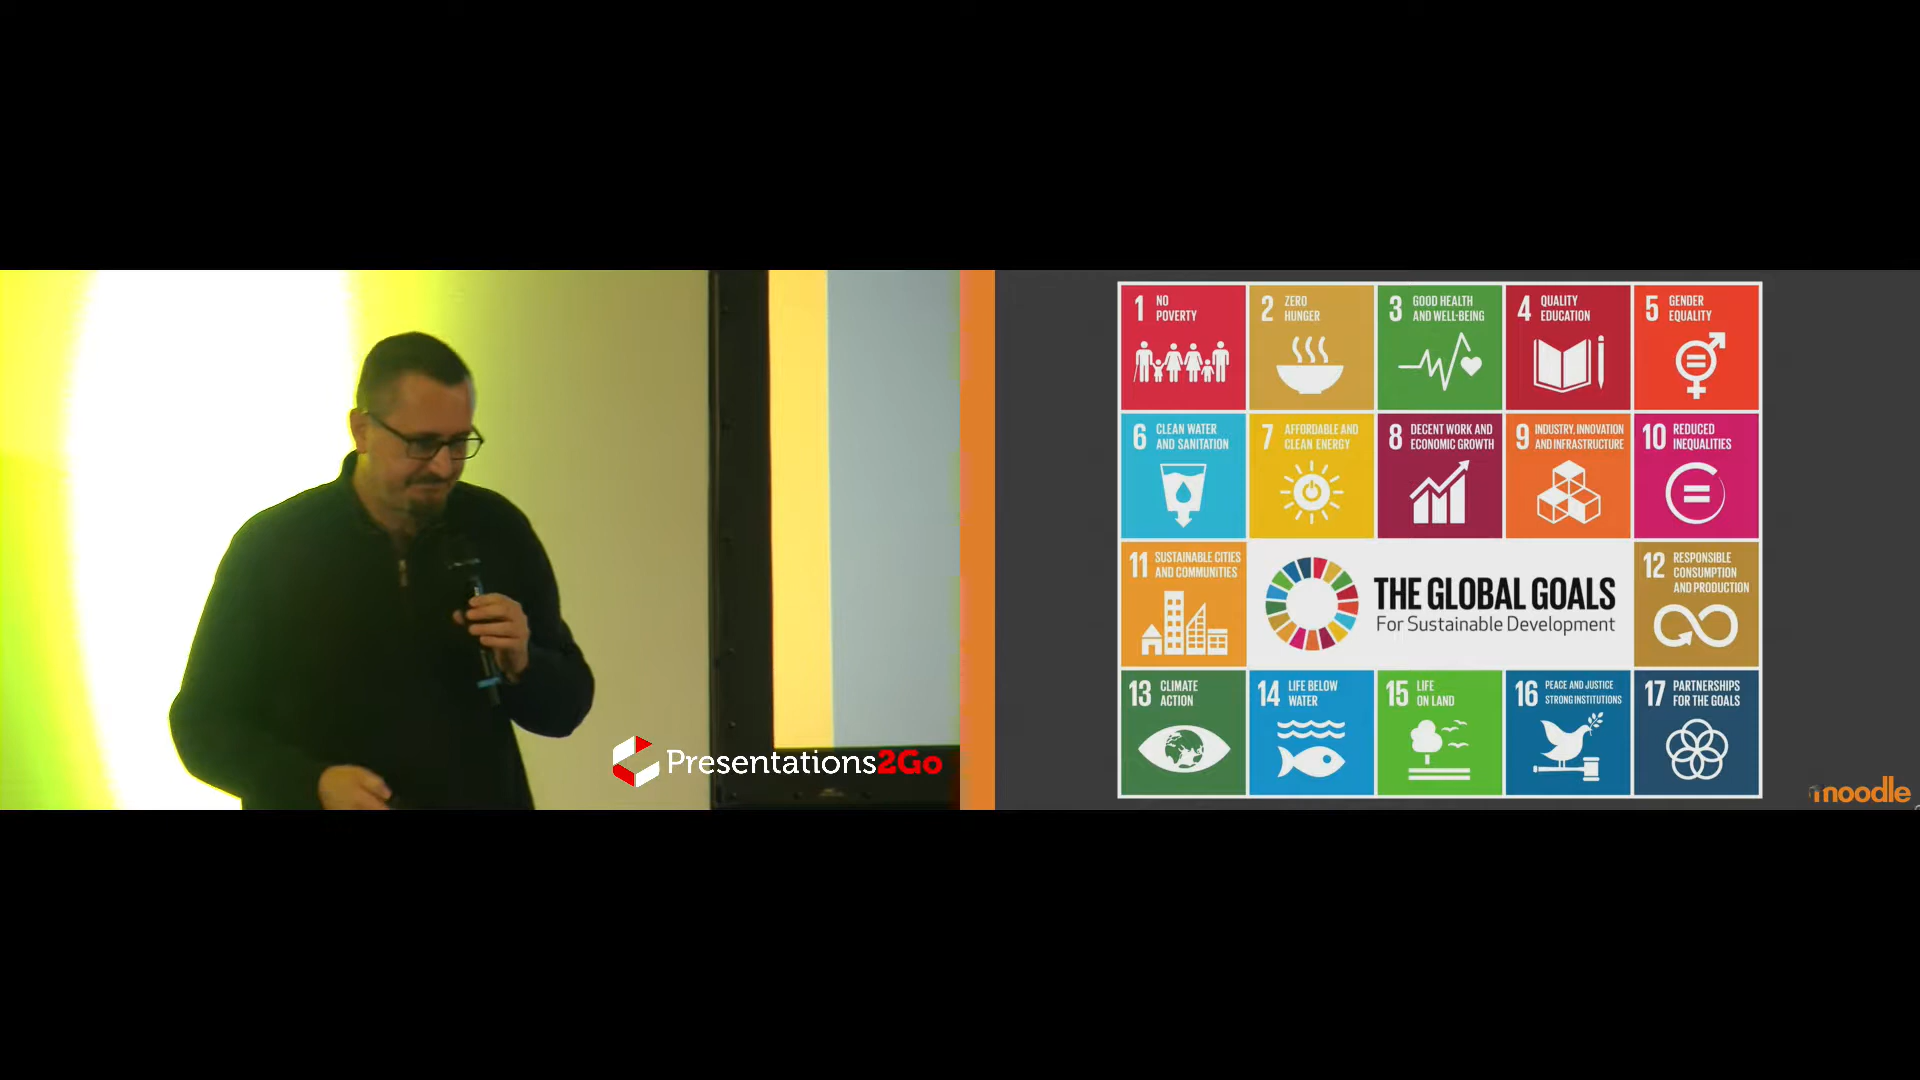 Presentations2Go
1 NO
POVERTY
2 ZERO
HUNGER
3 GOOD HEALTH
AND WELL-BEING
4 QUALITY
EDUCATION
5 GENDER
EQUALITY
6 CLEAN WATER
AND SANITATION
7 AFFORDABLE AND
CLEAN ENERGY
8 DECENT WORK AND
ECONOMIC GROWTH
9 INDUSTRY, INNOVATION
AND INFRASTRUCTURE
10 REDUCED
INEQUALITIES
11 SUSTAINABLE CITIES
AND COMMUNITIES
THE GLOBAL GOALS
For Sustainable Development
12 RESPONSIBLE
CONSUMPTION
AND PRODUCTION
13 CLIMATE
ACTION
14 LIFE BELOW
WATER
15 LIFE
ON LAND
16 PEACE AND JUSTICE
STRONG INSTITUTIONS
17 PARTNERSHIPS
FOR THE GOALS
moodle